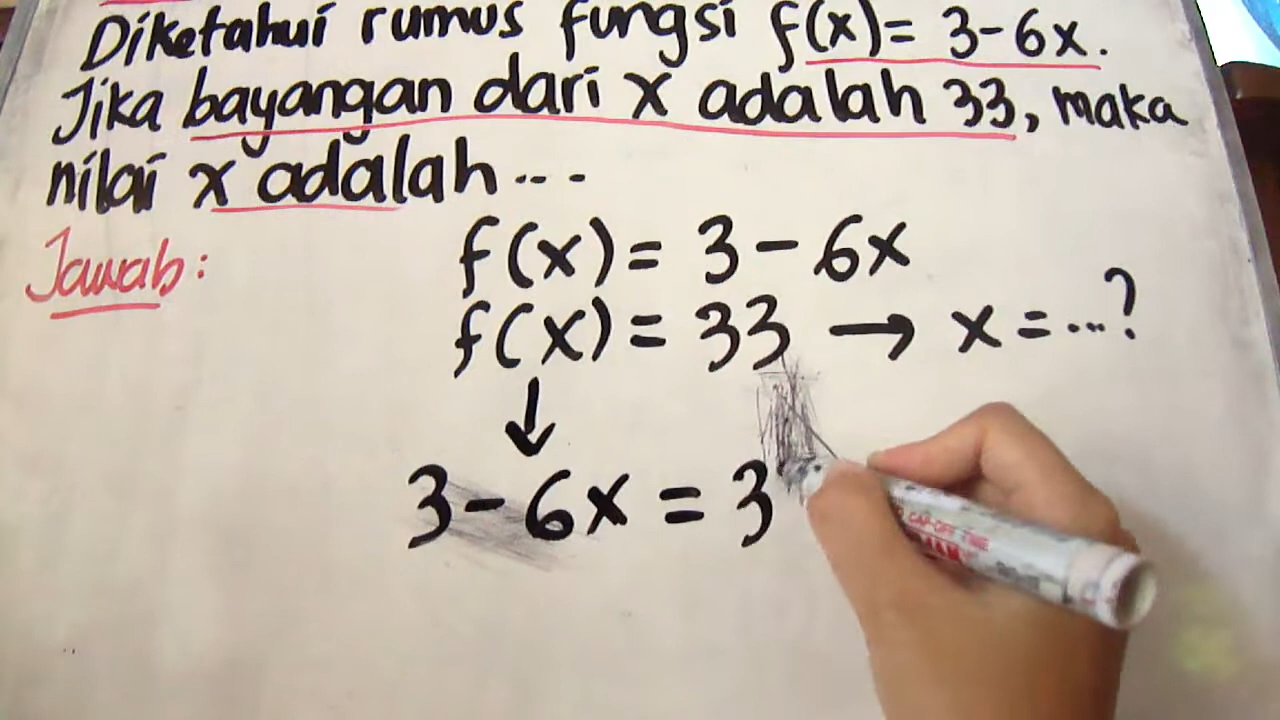 Diketahui rumus fungsi f(x) = 3 - 6x.
Jika bayangan dari x adalah 33, maka
nilai x adalah ...
Jawab:
f(x) = 3 - 6x
f(x) = 33 → x = ...?
↓
3 - 6x = 3